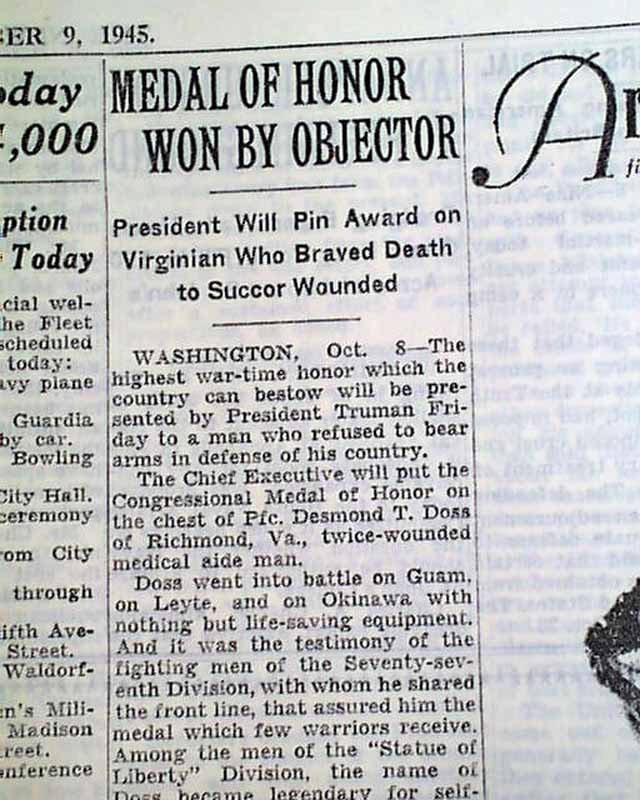 ER 9, 1945.
oday
,000
ption
Today
cial wel-
he Fleet
scheduled
today:
avy plane
Guardia
by car.
Bowling
City Hall.
ceremony
rom City
through
ifth Ave-
Street.
Waldorf-
en's Mili-
Madison
treet.
onference
MEDAL OF HONOR
WON BY OBJECTOR
President Will Pin Award on
Virginian Who Braved Death
to Succor Wounded
WASHINGTON, Oct. 8—The
highest war-time honor which the
country can bestow will be pre-
sented by President Truman Fri-
day to a man who refused to bear
arms in defense of his country.
The Chief Executive will put the
Congressional Medal of Honor on
the chest of Pfc. Desmond T. Doss
of Richmond, Va., twice-wounded
medical aide man.
Doss went into battle on Guam,
on Leyte, and on Okinawa with
nothing but life-saving equipment.
And it was the testimony of the
fighting men of the Seventy-sev-
enth Division, with whom he shared
the front line, that assured him the
medal which few warriors receive.
Among the men of the "Statue of
Liberty" Division, the name of
Doss became legendary for self-
A
fi